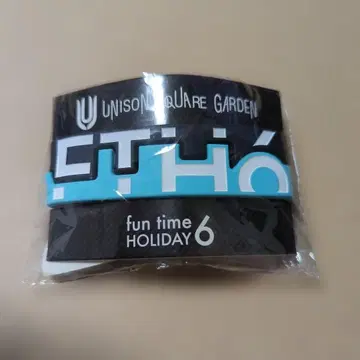 UNISON SQUARE GARDEN
FTH6
fun time
HOLIDAY 6